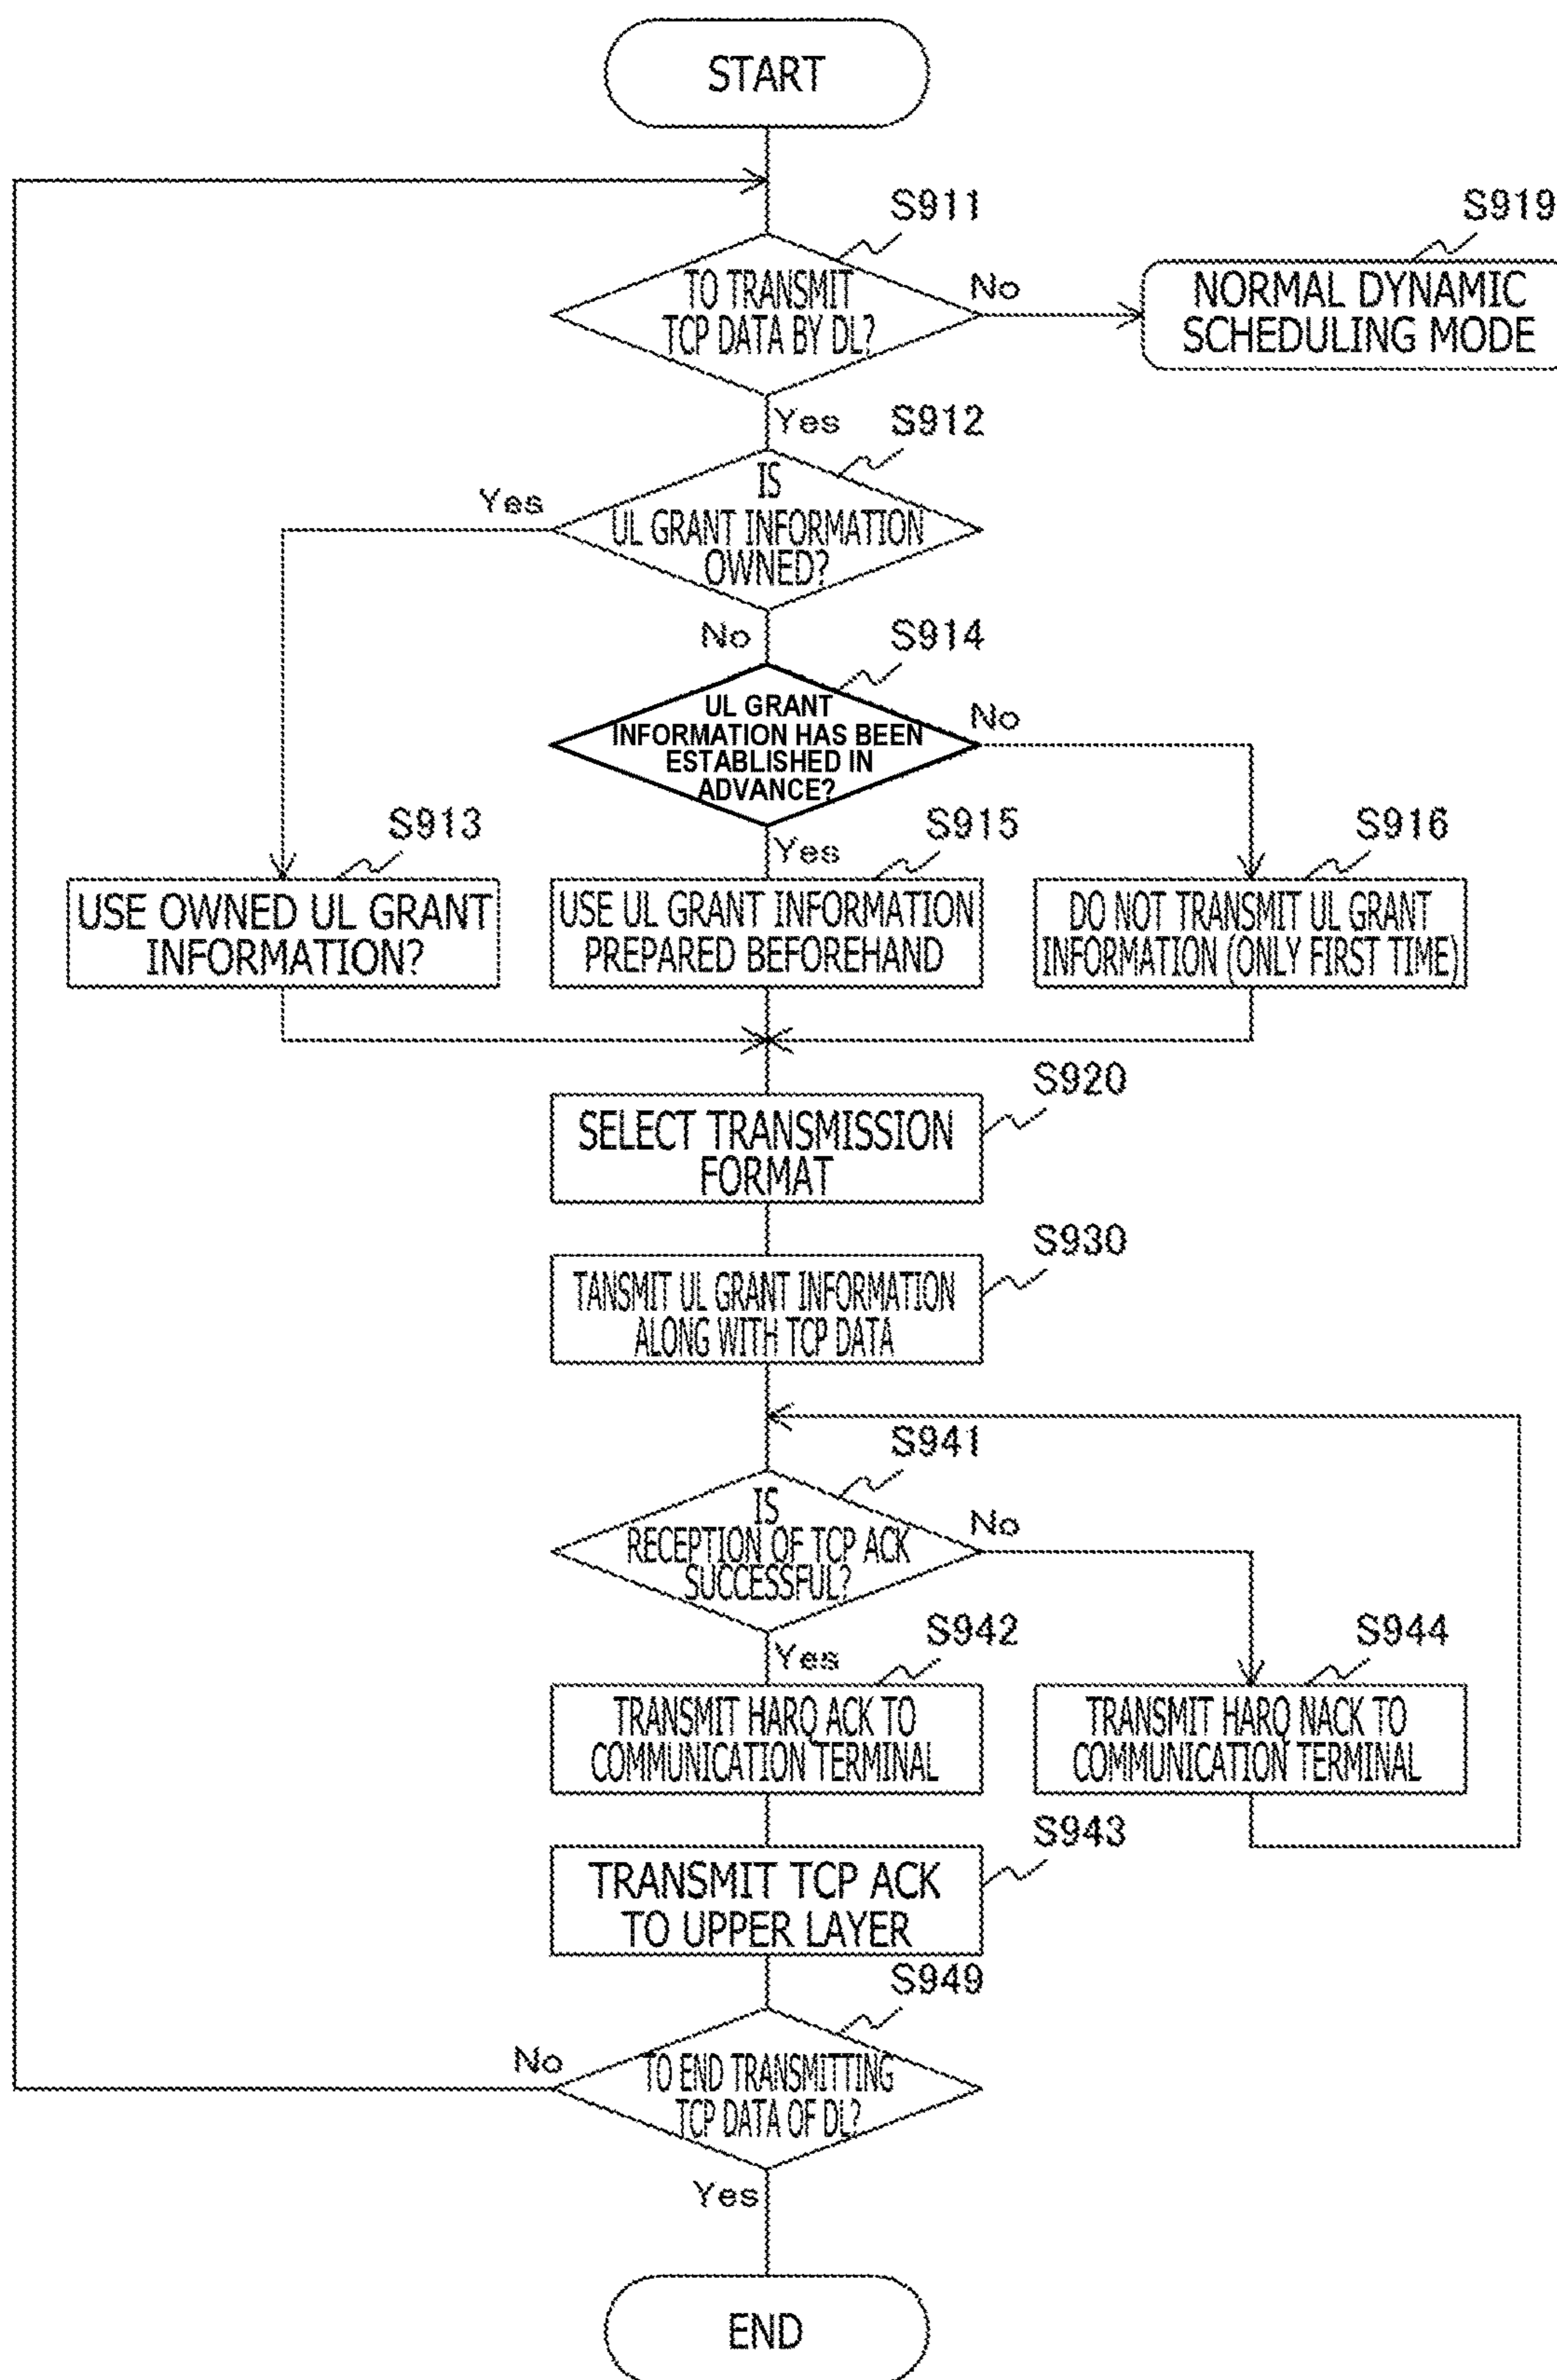 START
S911
S919
TO TRANSMIT
TCP DATA BY DL?
No
NORMAL DYNAMIC
SCHEDULING MODE
Yes
S912
IS
UL GRANT INFORMATION
OWNED?
Yes
No
S914
UL GRANT
INFORMATION HAS BEEN
ESTABLISHED IN
ADVANCE?
No
S913
Yes
S915
S916
USE OWNED UL GRANT
INFORMATION?
USE UL GRANT INFORMATION
PREPARED BEFOREHAND
DO NOT TRANSMIT UL GRANT
INFORMATION (ONLY FIRST TIME)
S920
SELECT TRANSMISSION
FORMAT
S930
TANSMIT UL GRANT INFORMATION
ALONG WITH TCP DATA
S941
IS
RECEPTION OF TCP ACK
SUCCESSFUL?
No
Yes
S942
S944
TRANSMIT HARQ ACK TO
COMMUNICATION TERMINAL
TRANSMIT HARQ NACK TO
COMMUNICATION TERMINAL
S943
TRANSMIT TCP ACK
TO UPPER LAYER
S949
No
TO END TRANSMITTING
TCP DATA OF DL?
Yes
END